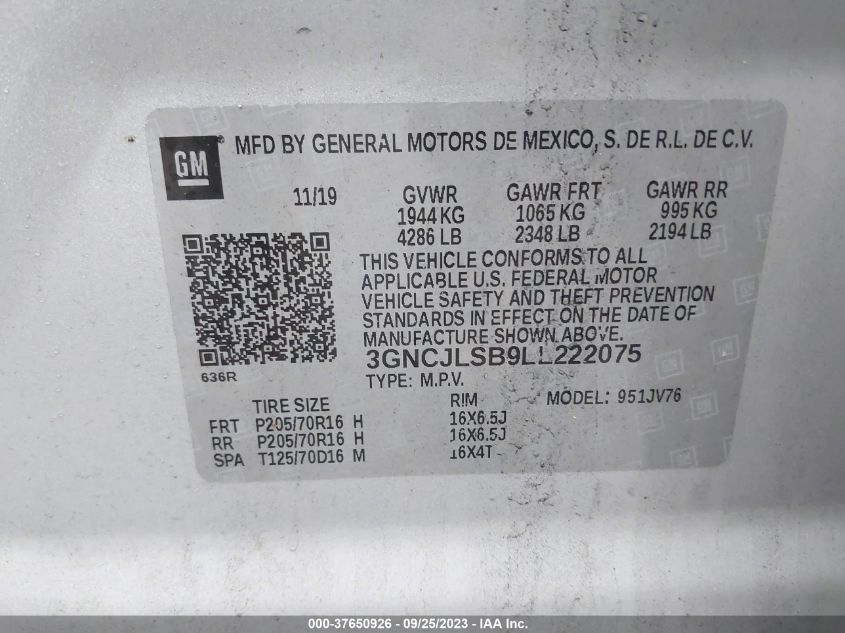 GM
MFD BY GENERAL MOTORS DE MEXICO, S. DE R.L. DE C.V.
11/19 GVWR GAWR FRT GAWR RR
1944 KG 1065 KG 995 KG
4286 LB 2348 LB 2194 LB
THIS VEHICLE CONFORMS TO ALL
APPLICABLE U.S. FEDERAL MOTOR
VEHICLE SAFETY AND THEFT PREVENTION
STANDARDS IN EFFECT ON THE DATE OF
MANUFACTURE SHOWN ABOVE.
3GNCJLSB9LL222075
636R
TYPE: M.P.V.
TIRE SIZE RIM MODEL: 951JV76
FRT P205/70R16 H 16X6.5J
RR P205/70R16 H 16X6.5J
SPA T125/70D16 M 16X4T
000-37650926 - 09/25/2023 - IAA Inc.